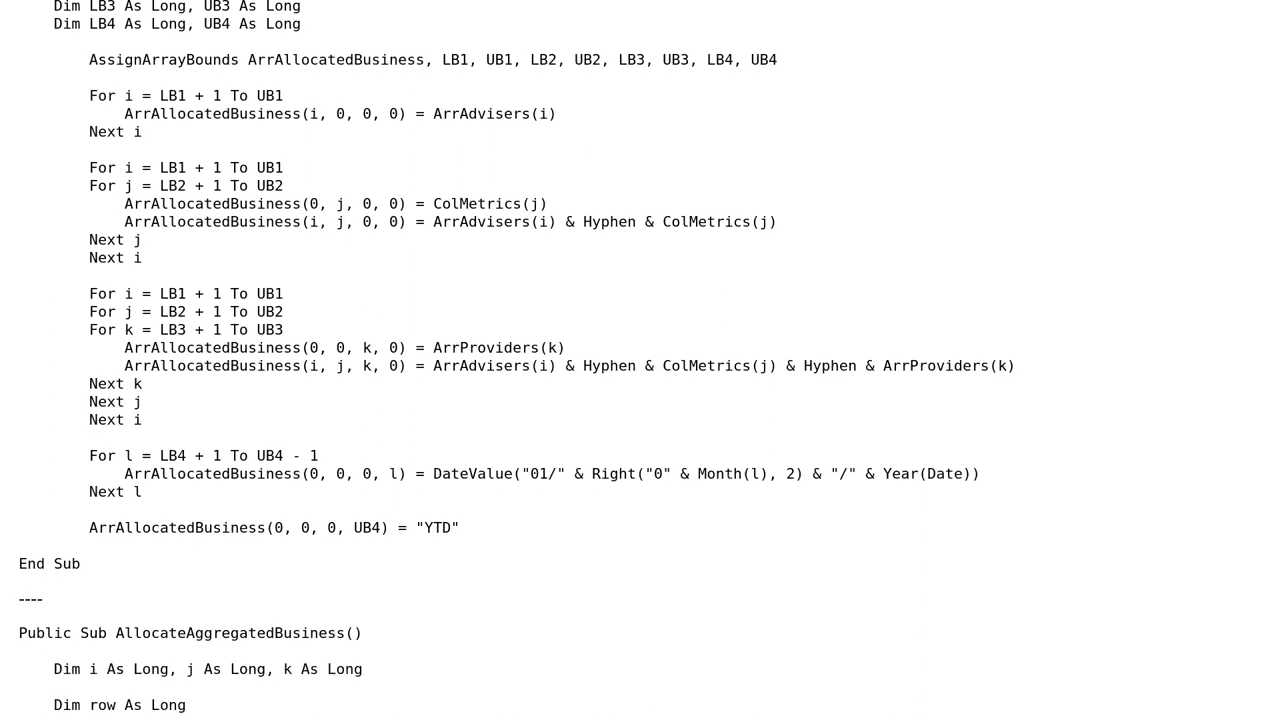 Dim LB3 As Long, UB3 As Long
Dim LB4 As Long, UB4 As Long
AssignArrayBounds ArrAllocatedBusiness, LB1, UB1, LB2, UB2, LB3, UB3, LB4, UB4
For i = LB1 + 1 To UB1
ArrAllocatedBusiness(i, 0, 0, 0) = ArrAdvisers(i)
Next i
For i = LB1 + 1 To UB1
For j = LB2 + 1 To UB2
ArrAllocatedBusiness(0, j, 0, 0) = ColMetrics(j)
ArrAllocatedBusiness(i, j, 0, 0) = ArrAdvisers(i) & Hyphen & ColMetrics(j)
Next j
Next i
For i = LB1 + 1 To UB1
For j = LB2 + 1 To UB2
For k = LB3 + 1 To UB3
ArrAllocatedBusiness(0, 0, k, 0) = ArrProviders(k)
ArrAllocatedBusiness(i, j, k, 0) = ArrAdvisers(i) & Hyphen & ColMetrics(j) & Hyphen & ArrProviders(k)
Next k
Next j
Next i
For l = LB4 + 1 To UB4 - 1
ArrAllocatedBusiness(0, 0, 0, l) = DateValue("01/" & Right("0" & Month(l), 2) & "/" & Year(Date))
Next l
ArrAllocatedBusiness(0, 0, 0, UB4) = "YTD"
End Sub
----
Public Sub AllocateAggregatedBusiness()
Dim i As Long, j As Long, k As Long
Dim row As Long